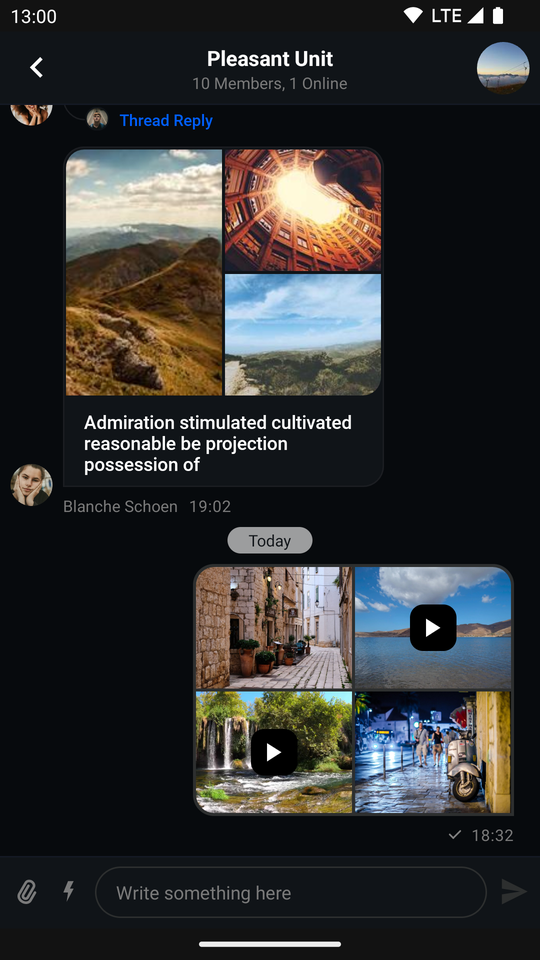 13:00
LTE
Pleasant Unit
10 Members, 1 Online
Thread Reply
Admiration stimulated cultivated
reasonable be projection
possession of
Blanche Schoen 19:02
Today
18:32
Write something here